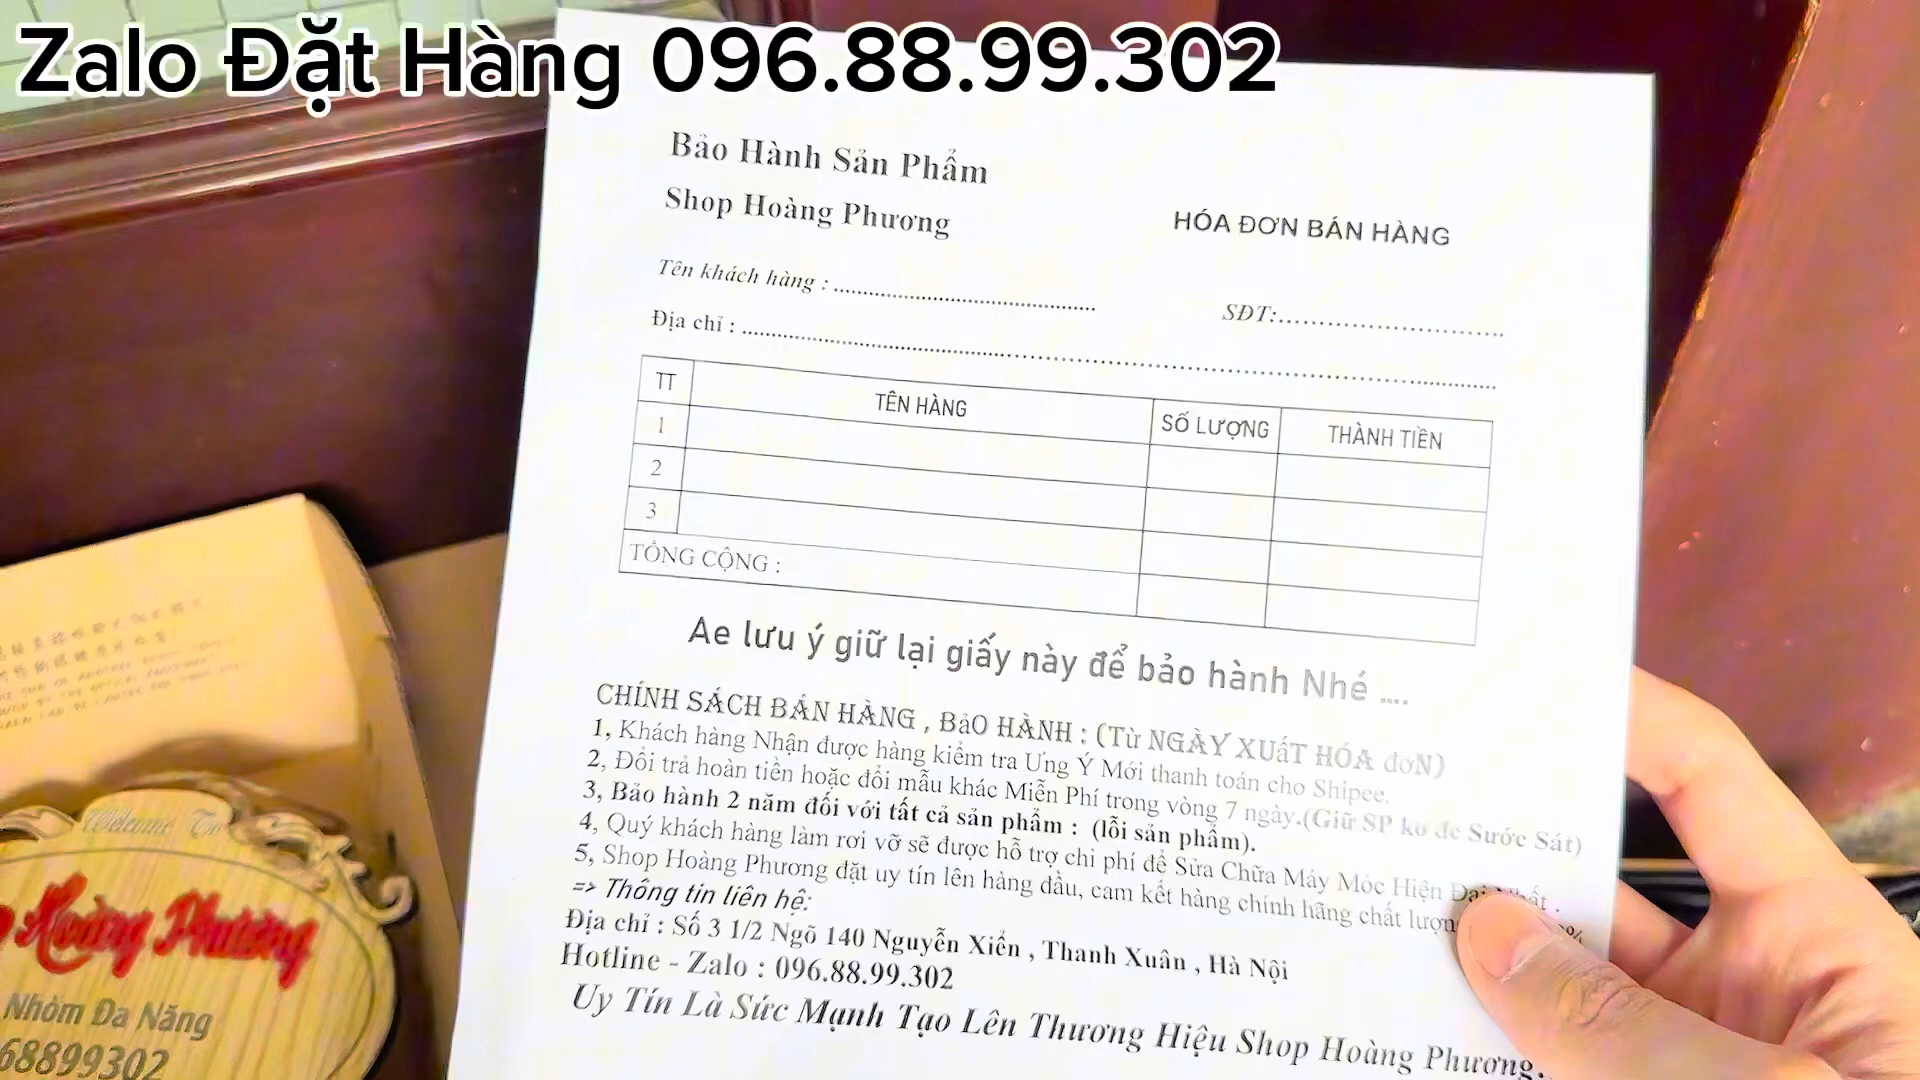 Zalo Đặt Hàng 096.88.99.302
Bảo Hành Sản Phẩm
Shop Hoàng Phương
HÓA ĐƠN BÁN HÀNG
Tên khách hàng :
SĐT:
Địa chỉ :
TT TÊN HÀNG SỐ LƯỢNG THÀNH TIỀN
1
2
3
TỔNG CỘNG :
Ae lưu ý giữ lại giấy này để bảo hành Nhé ....
CHÍNH SÁCH BÁN HÀNG , BẢO HÀNH : (Từ NGÀY XUấT HÓA đơN)
1, Khách hàng Nhận được hàng kiểm tra Ưng Ý Mới thanh toán cho Shipee.
2, Đổi trả hoàn tiền hoặc đổi mẫu khác Miễn Phí trong vòng 7 ngày.(Giữ SP ko để Sước Sát)
3, Bảo hành 2 năm đối với tất cả sản phẩm : (lỗi sản phẩm).
4, Quý khách hàng làm rơi vỡ sẽ được hỗ trợ chi phí để Sửa Chữa Máy Móc Hiện Đại Nhất .
5, Shop Hoàng Phương đặt uy tín lên hàng đầu, cam kết hàng chính hãng chất lượng %
=> Thông tin liên hệ:
Địa chỉ : Số 3 1/2 Ngõ 140 Nguyễn Xiển , Thanh Xuân , Hà Nội
Hotline - Zalo : 096.88.99.302
Uy Tín Là Sức Mạnh Tạo Lên Thương Hiệu Shop Hoàng Phương.
Welcome To
Hoàng Phương
Nhôm Đa Năng
68899302